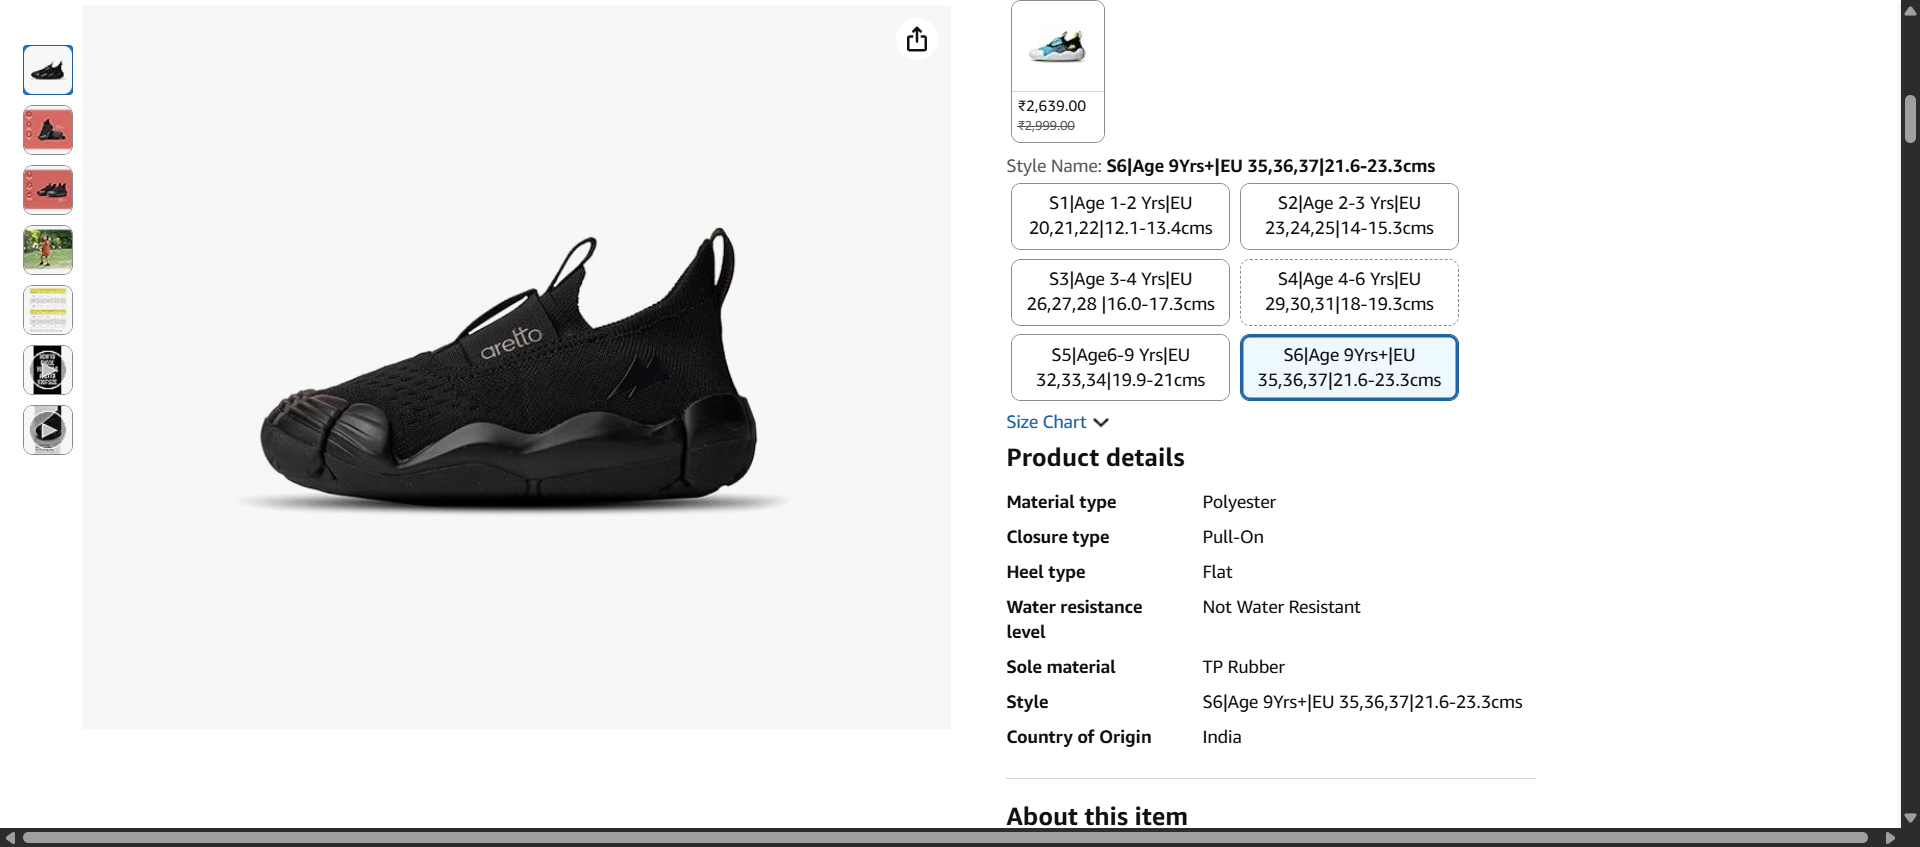 aretto
₹2,639.00
₹2,999.00
Style Name: S6|Age 9Yrs+|EU 35,36,37|21.6-23.3cms
S1|Age 1-2 Yrs|EU
20,21,22|12.1-13.4cms
S2|Age 2-3 Yrs|EU
23,24,25|14-15.3cms
S3|Age 3-4 Yrs|EU
26,27,28 |16.0-17.3cms
S4|Age 4-6 Yrs|EU
29,30,31|18-19.3cms
S5|Age6-9 Yrs|EU
32,33,34|19.9-21cms
S6|Age 9Yrs+|EU
35,36,37|21.6-23.3cms
Size Chart
Product details
Material type Polyester
Closure type Pull-On
Heel type Flat
Water resistance Not Water Resistant
level
Sole material TP Rubber
Style S6|Age 9Yrs+|EU 35,36,37|21.6-23.3cms
Country of Origin India
About this item